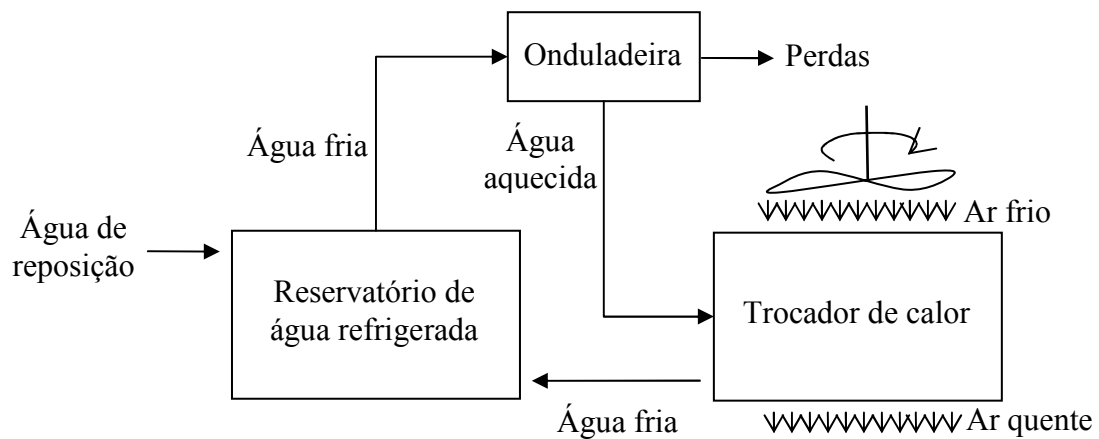 Onduladeira
Perdas
Água fria
Água
aquecida
Ar frio
Água de
reposição
Reservatório de
água refrigerada
Trocador de calor
Água fria
Ar quente